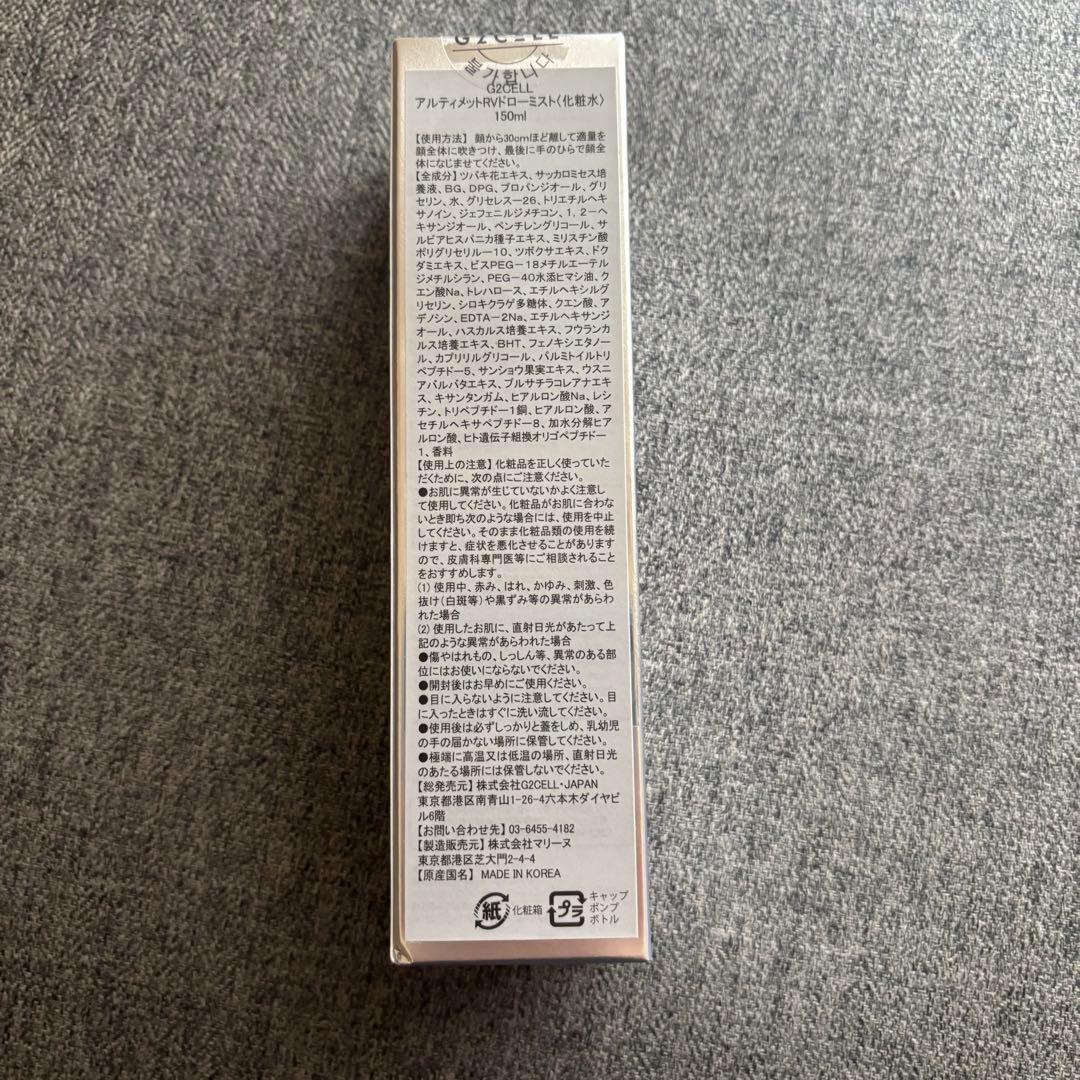 G2CELL
불가합니다
G2CELL
アルティメットRVドローミスト〈化粧水〉
150ml
【使用方法】 顔から30cmほど離して適量を
顔全体に吹きつけ、最後に手のひらで顔全
体になじませてください。
【全成分】ツバキ花エキス、サッカロミセス培
養液、BG、DPG、プロパンジオール、グリ
セリン、水、グリセレス－26、トリエチルヘキ
サノイン、ジェフェニルジメチコン、1，2－ヘ
キサンジオール、ペンチレングリコール、サ
ルビアヒスパニカ種子エキス、ミリスチン酸
ポリグリセリルー10、ツボクサエキス、ドク
ダミエキス、ビスPEG－18メチルエーテル
ジメチルシラン、PEG－40水添ヒマシ油、ク
エン酸Na、トレハロース、エチルヘキシルグ
リセリン、シロキクラゲ多糖体、クエン酸、ア
デノシン、EDTA－2Na、エチルヘキサンジ
オール、ハスカルス培養エキス、フウランカ
ルス培養エキス、BHT、フェノキシエタノー
ル、カプリリルグリコール、パルミトイルトリ
ペプチドー5、サンショウ果実エキス、ウスニ
アバルバタエキス、プルサチラコレアナエキ
ス、キサンタンガム、ヒアルロン酸Na、レシ
チン、トリペプチドー1銅、ヒアルロン酸、ア
セチルヘキサペプチドー8、加水分解ヒア
ルロン酸、ヒト遺伝子組換オリゴペプチドー
1、香料
【使用上の注意】化粧品を正しく使っていた
だくために、次の点にご注意ください。
●お肌に異常が生じていないかよく注意し
て使用してください。化粧品がお肌に合わな
いとき即ち次のような場合には、使用を中止
してください。そのまま化粧品類の使用を続
けますと、症状を悪化させることがあります
ので、皮膚科専門医等にご相談されること
をおすすめします。
(1) 使用中、赤み、はれ、かゆみ、刺激、色
抜け(白斑等)や黒ずみ等の異常があらわ
れた場合
(2) 使用したお肌に、直射日光があたって上
記のような異常があらわれた場合
●傷やはれもの、しっしん等、異常のある部
位にはお使いにならないでください。
●開封後はお早めにご使用ください。
●目に入らないように注意してください。目
に入ったときはすぐに洗い流してください。
●使用後は必ずしっかりと蓋をしめ、乳幼児
の手の届かない場所に保管してください。
●極端に高温又は低温の場所、直射日光
のあたる場所には保管しないでください。
【総発売元】株式会社G2CELL・JAPAN
東京都港区南青山1-26-4六本木ダイヤビ
ル6階
【お問い合わせ先】03-6455-4182
【製造販売元】株式会社マリーヌ
東京都港区芝大門2-4-4
【原産国名】 MADE IN KOREA
紙 化粧箱 プラ キャップ
ポンプ
ボトル